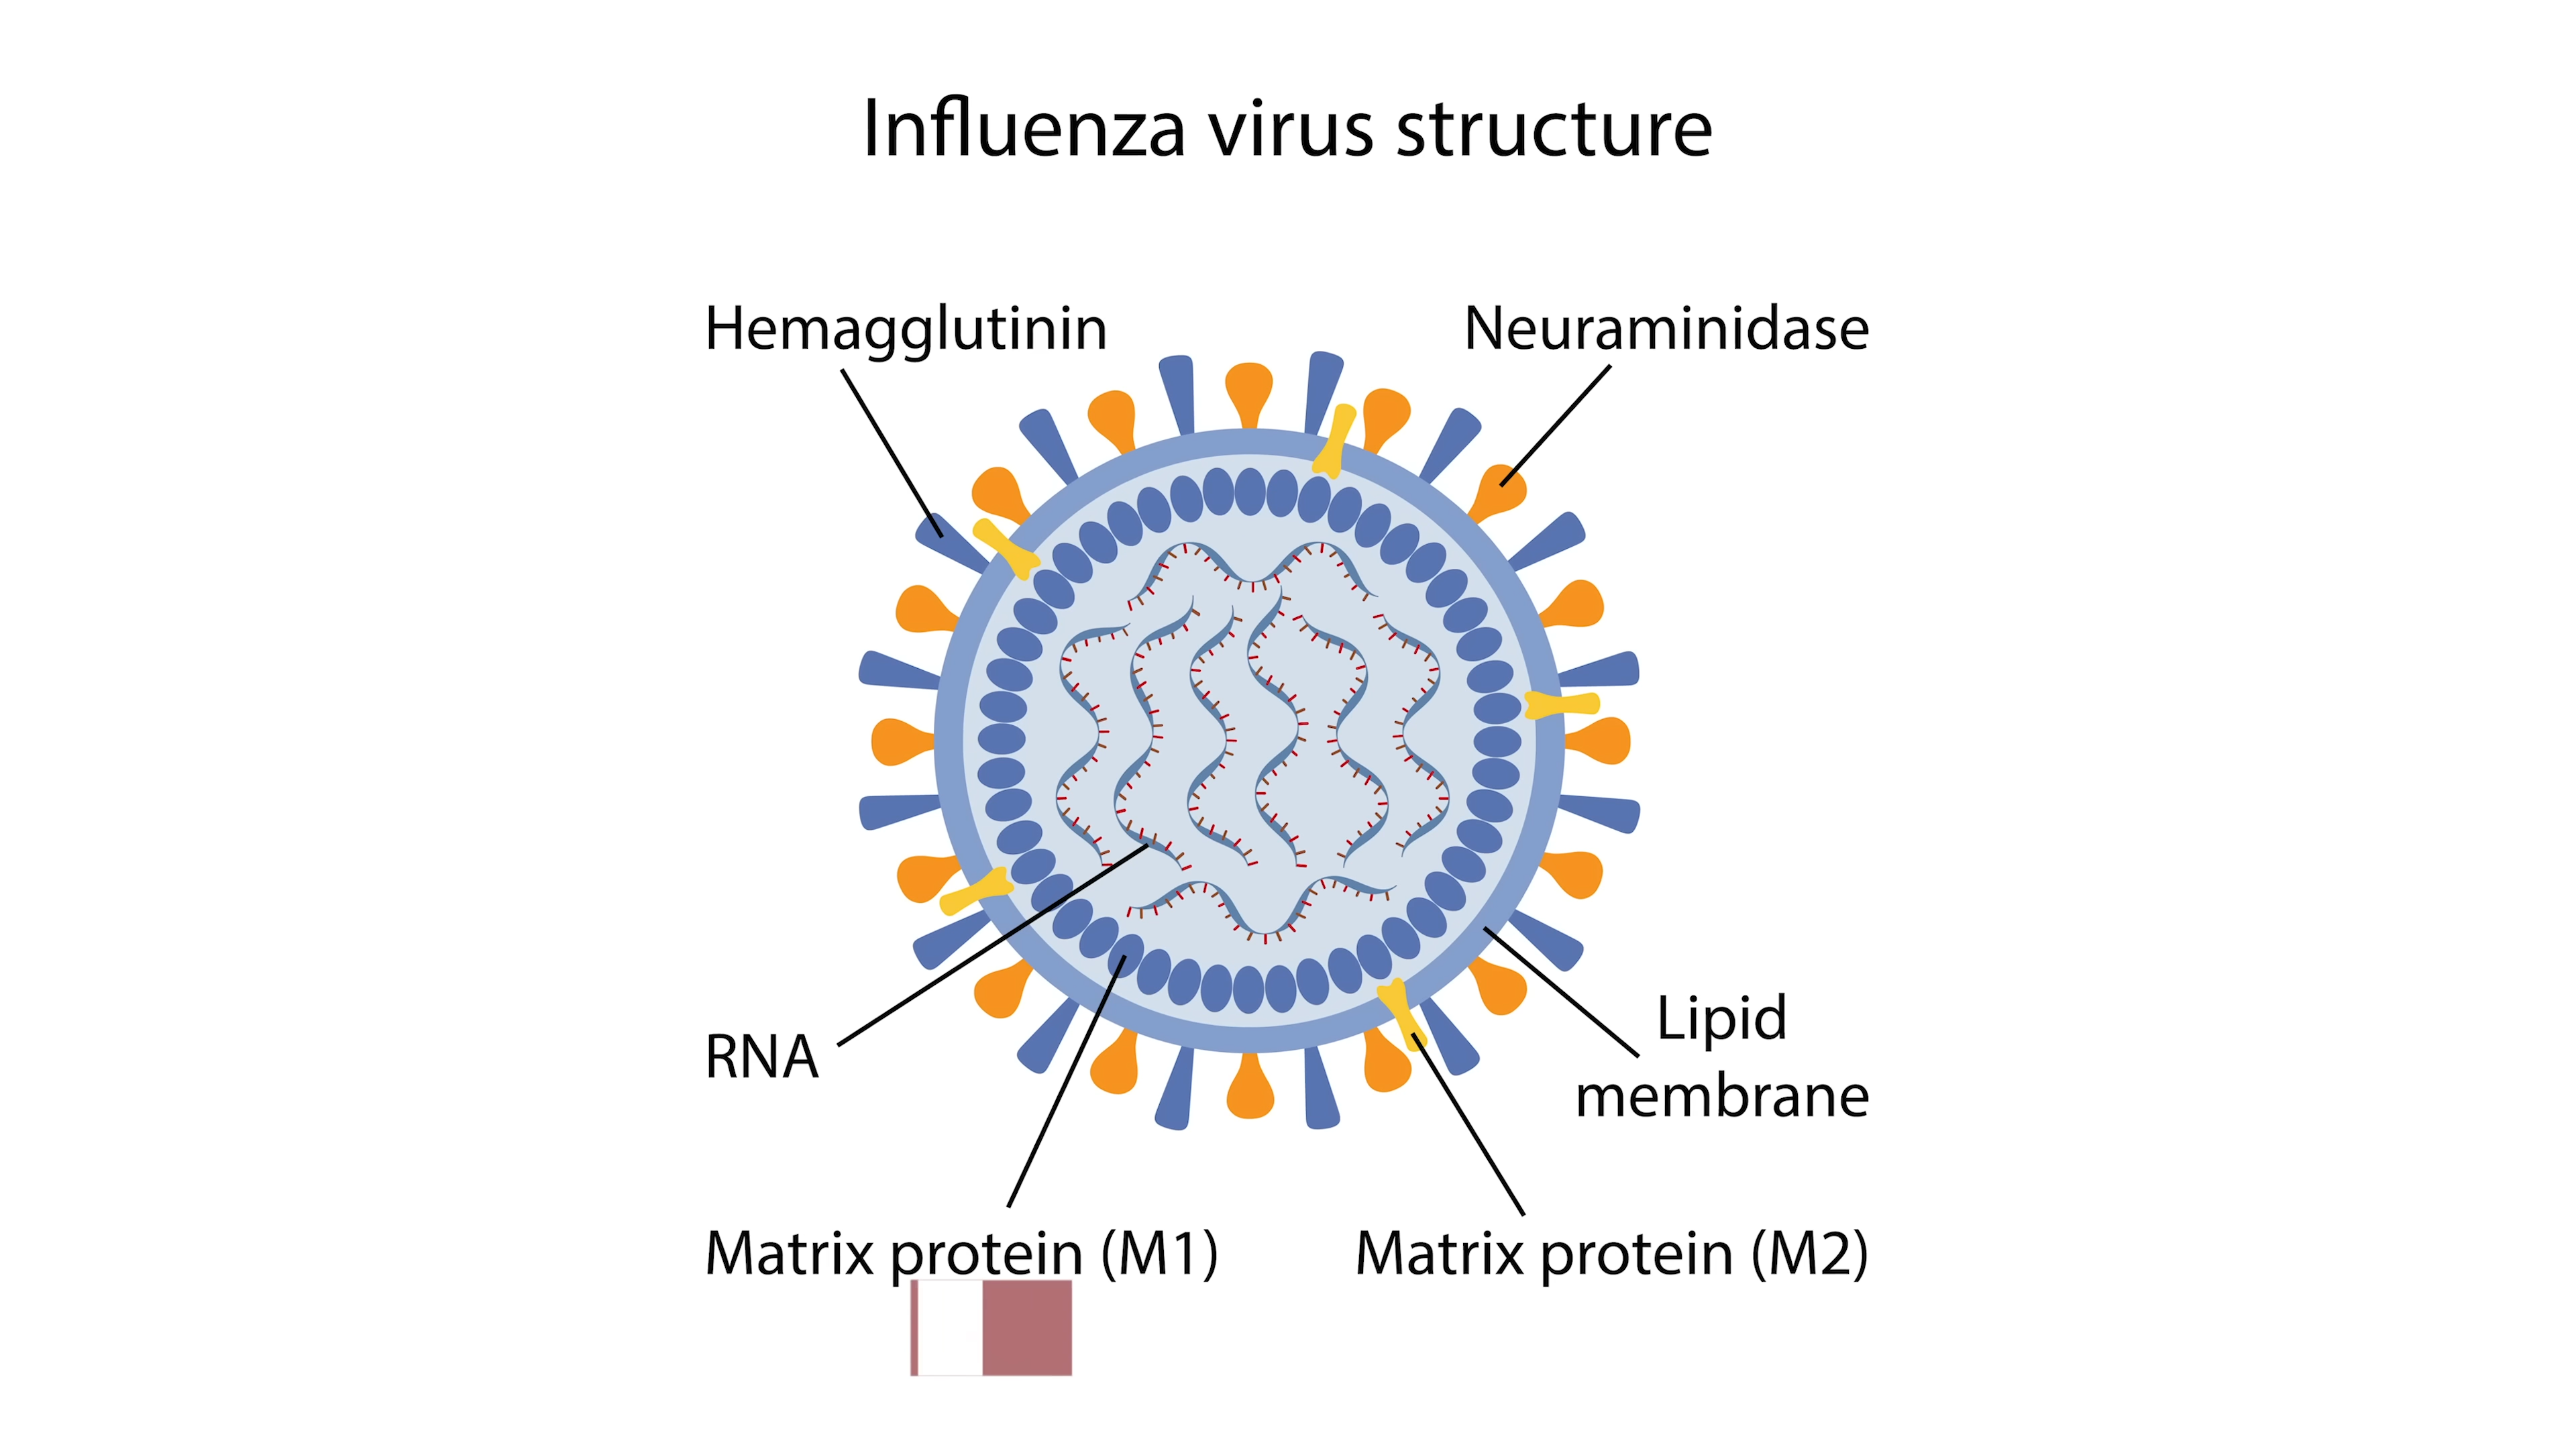 Influenza virus structure
Hemagglutinin
Neuraminidase
RNA
Lipid
membrane
Matrix protein (M1)
Matrix protein (M2)